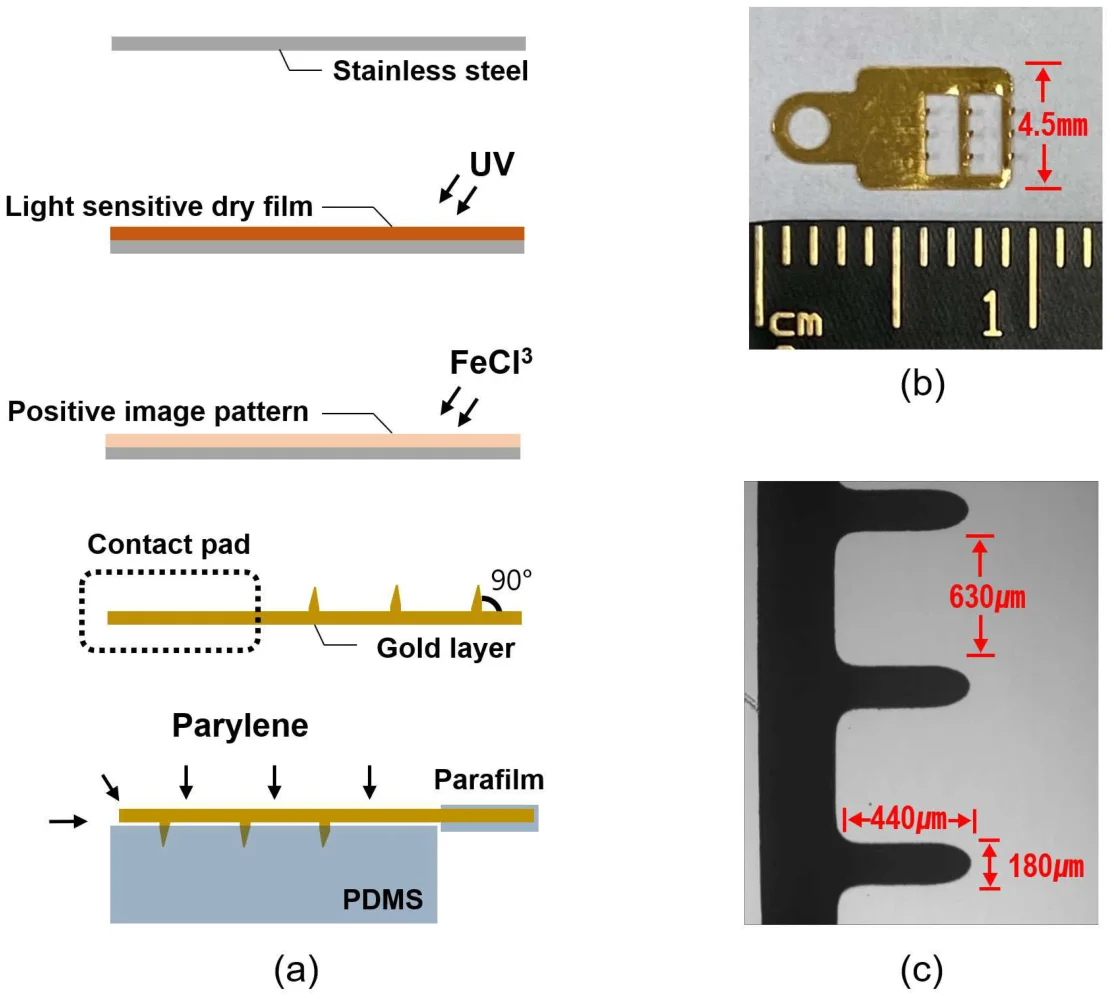 Stainless steel
UV
Light sensitive dry film
FeCl³
Positive image pattern
Contact pad
90°
Gold layer
Parylene
Parafilm
PDMS
(a)
4.5mm
cm
1
(b)
630μm
440μm
180μm
(c)